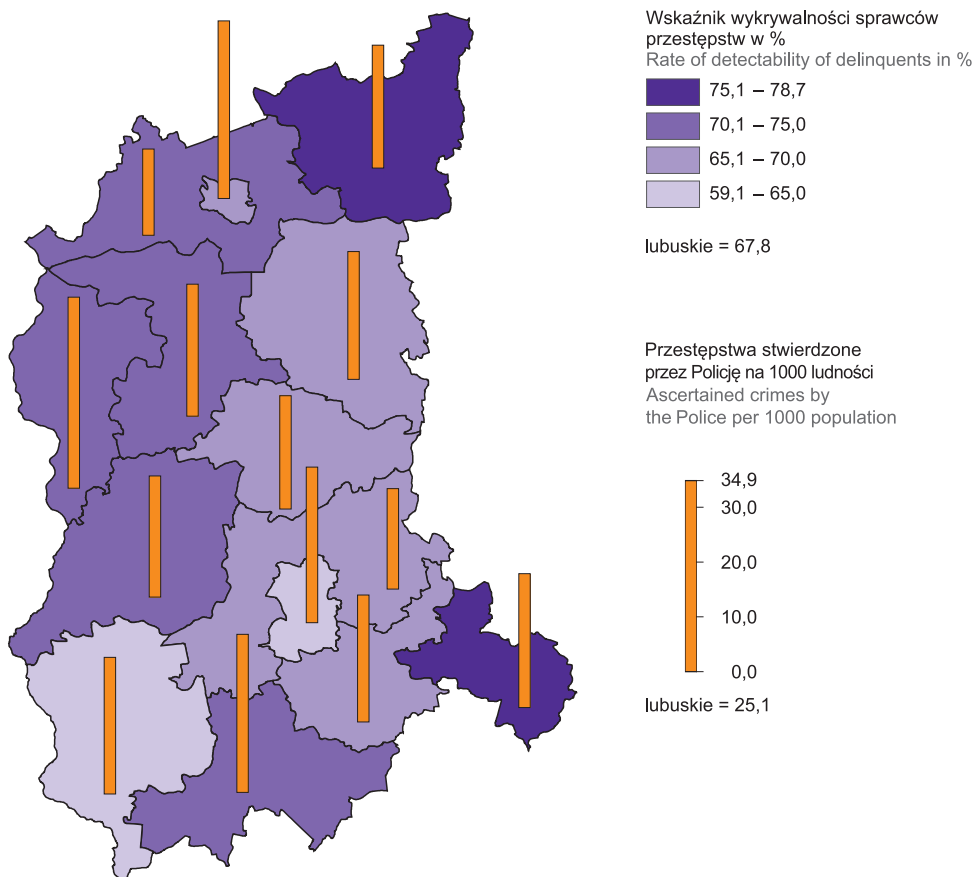 Wskaźnik wykrywalności sprawców
przestępstw w %
Rate of detectability of delinquents in %
75,1 – 78,7
70,1 – 75,0
65,1 – 70,0
59,1 – 65,0
lubuskie = 67,8
Przestępstwa stwierdzone
przez Policję na 1000 ludności
Ascertained crimes by
the Police per 1000 population
34,9
30,0
20,0
10,0
0,0
lubuskie = 25,1